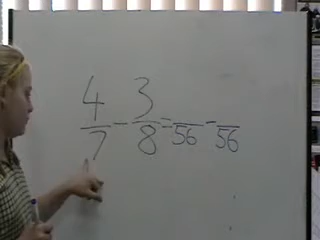 4/7 - 3/8 = /56 - /56